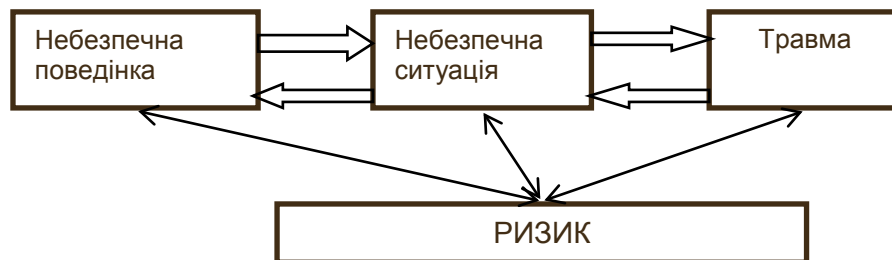 Небезпечна
поведінка
Небезпечна
ситуація
Травма
РИЗИК